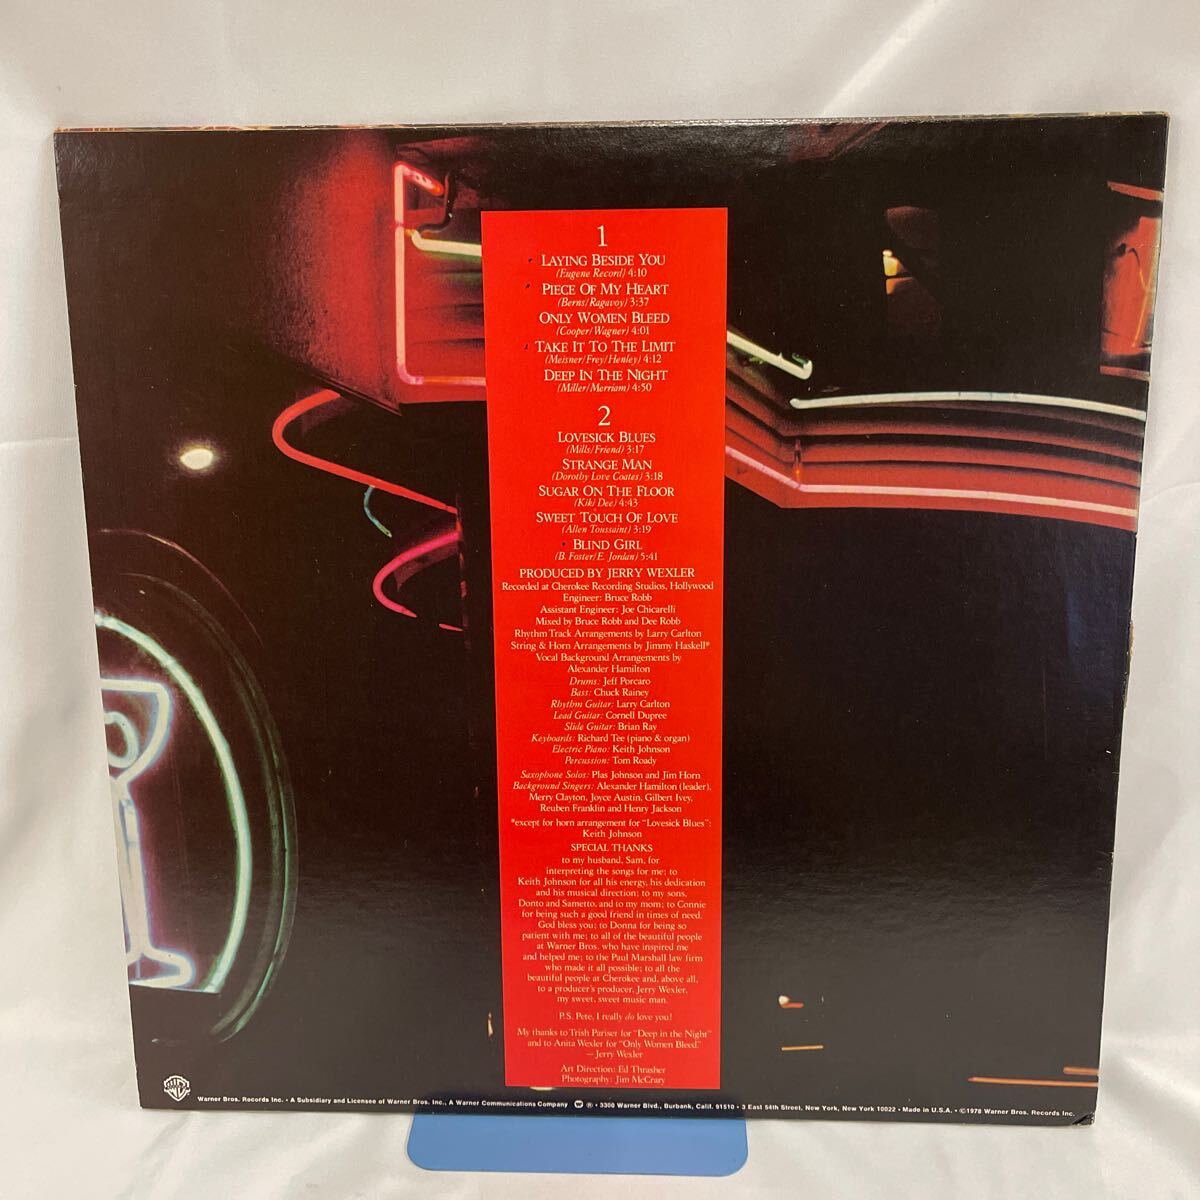 1
LAYING BESIDE YOU
(Eugene Record) 4:10
PIECE OF MY HEART
(Berns/Ragavoy) 3:37
ONLY WOMEN BLEED
(Cooper/Wagner) 4:01
TAKE IT TO THE LIMIT
(Meisner/Frey/Henley) 4:12
DEEP IN THE NIGHT
(Miller/Merriam) 4:50
2
LOVESICK BLUES
(Mills/Friend) 3:17
STRANGE MAN
(Dorothy Love Coates) 3:18
SUGAR ON THE FLOOR
(Kiki Dee) 4:43
SWEET TOUCH OF LOVE
(Allen Toussaint) 3:19
BLIND GIRL
(B. Foster/E. Jordan) 5:41
PRODUCED BY JERRY WEXLER
Recorded at Cherokee Recording Studios, Hollywood
Engineer: Bruce Robb
Assistant Engineer: Joe Chicarelli
Mixed by Bruce Robb and Dee Robb
Rhythm Track Arrangements by Larry Carlton
String & Horn Arrangements by Jimmy Haskell*
Vocal Background Arrangements by
Alexander Hamilton
Drums: Jeff Porcaro
Bass: Chuck Rainey
Rhythm Guitar: Larry Carlton
Lead Guitar: Cornell Dupree
Slide Guitar: Brian Ray
Keyboards: Richard Tee (piano & organ)
Electric Piano: Keith Johnson
Percussion: Tom Roady
Saxophone Solos: Plas Johnson and Jim Horn
Background Singers: Alexander Hamilton (leader),
Merry Clayton, Joyce Austin, Gilbert Ivey,
Reuben Franklin and Henry Jackson
*except for horn arrangement for "Lovesick Blues":
Keith Johnson
SPECIAL THANKS
to my husband, Sam, for
interpreting the songs for me; to
Keith Johnson for all his energy, his dedication
and his musical direction; to my sons,
Donto and Sametto, and to my mom; to Connie
for being such a good friend in times of need.
God bless you; to Donna for being so
patient with me; to all of the beautiful people
at Warner Bros. who have inspired me
and helped me; to the Paul Marshall law firm
who made it all possible; to all the
beautiful people at Cherokee and, above all,
to a producer's producer, Jerry Wexler,
my sweet, sweet music man.
P.S. Pete, I really do love you!
My thanks to Trish Pariser for "Deep in the Night"
and to Anita Wexler for "Only Women Bleed."
—Jerry Wexler
Art Direction: Ed Thrasher
Photography: Jim McCrary
Warner Bros. Records Inc. • A Subsidiary and Licensee of Warner Bros. Inc., A Warner Communications Company ® • 3300 Warner Blvd., Burbank, Calif. 91510 • 3 East 54th Street, New York, New York 10022 • Made in U.S.A. • ©1978 Warner Bros. Records Inc.